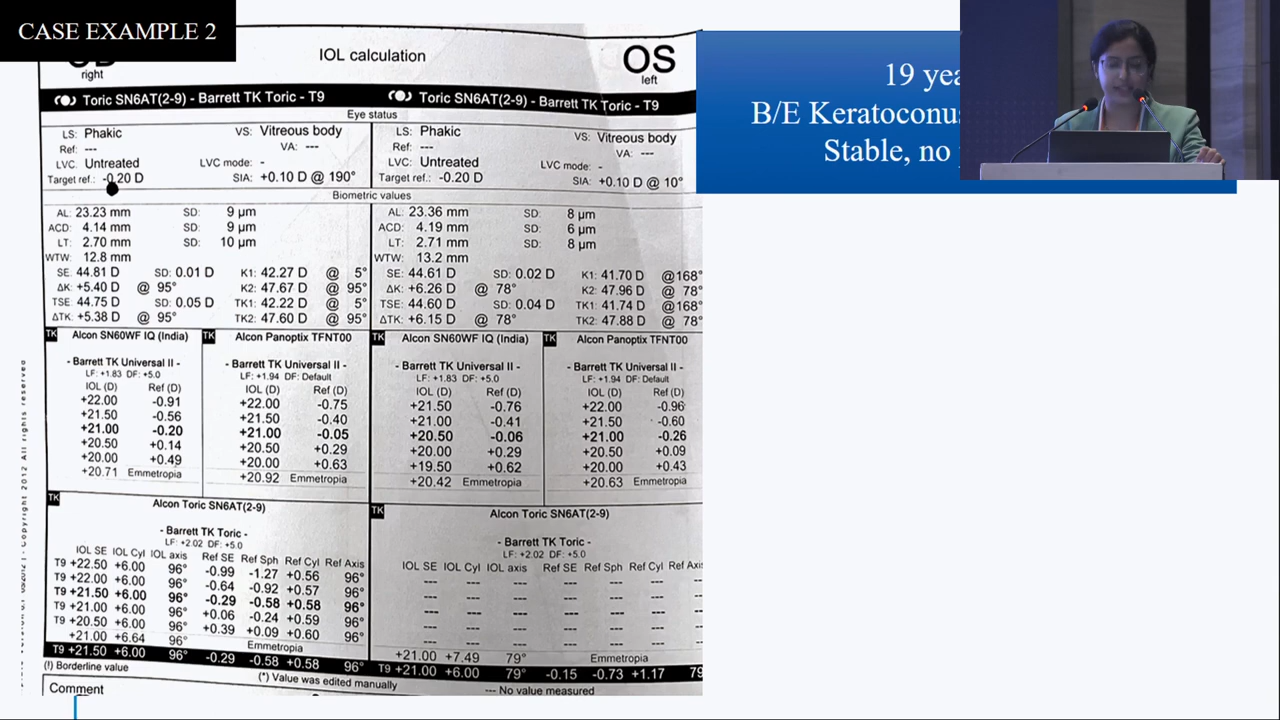 CASE EXAMPLE 2
right
IOL calculation
OS
left
Toric SN6AT(2-9) - Barrett TK Toric - T9
Toric SN6AT(2-9) - Barrett TK Toric - T9
Eye status
LS: Phakic VS: Vitreous body
Ref: --- VA: ---
LVC: Untreated LVC mode: -
Target ref.: -0.20 D SIA: +0.10 D @ 190°
LS: Phakic VS: Vitreous body
Ref: --- VA: ---
LVC: Untreated LVC mode: -
Target ref.: -0.20 D SIA: +0.10 D @ 10°
Biometric values
AL: 23.23 mm SD: 9 µm
ACD: 4.14 mm SD: 9 µm
LT: 2.70 mm SD: 10 µm
WTW: 12.8 mm
SE: 44.81 D SD: 0.01 D K1: 42.27 D @ 5°
ΔK: +5.40 D @ 95° K2: 47.67 D @ 95°
TSE: 44.75 D SD: 0.05 D TK1: 42.22 D @ 5°
ΔTK: +5.38 D @ 95° TK2: 47.60 D @ 95°
AL: 23.36 mm SD: 8 µm
ACD: 4.19 mm SD: 6 µm
LT: 2.71 mm SD: 8 µm
WTW: 13.2 mm
SE: 44.61 D SD: 0.02 D K1: 41.70 D @168°
ΔK: +6.26 D @ 78° K2: 47.96 D @ 78°
TSE: 44.60 D SD: 0.04 D TK1: 41.74 D @168°
ΔTK: +6.15 D @ 78° TK2: 47.88 D @ 78°
TK Alcon SN60WF IQ (India)
- Barrett TK Universal II -
LF: +1.83 DF: +5.0
IOL (D) Ref (D)
+22.00 -0.91
+21.50 -0.56
+21.00 -0.20
+20.50 +0.14
+20.00 +0.49
+20.71 Emmetropia
TK Alcon Panoptix TFNT00
- Barrett TK Universal II -
LF: +1.94 DF: Default
IOL (D) Ref (D)
+22.00 -0.75
+21.50 -0.40
+21.00 -0.05
+20.50 +0.29
+20.00 +0.63
+20.92 Emmetropia
TK Alcon SN60WF IQ (India)
- Barrett TK Universal II -
LF: +1.83 DF: +5.0
IOL (D) Ref (D)
+21.50 -0.76
+21.00 -0.41
+20.50 -0.06
+20.00 +0.29
+19.50 +0.62
+20.42 Emmetropia
TK Alcon Panoptix TFNT00
- Barrett TK Universal II -
LF: +1.94 DF: Default
IOL (D) Ref (D)
+22.00 -0.96
+21.50 -0.60
+21.00 -0.26
+20.50 +0.09
+20.00 +0.43
+20.63 Emmetropia
TK Alcon Toric SN6AT(2-9)
- Barrett TK Toric -
LF: +2.02 DF: +5.0
IOL SE IOL Cyl IOL axis Ref SE Ref Sph Ref Cyl Ref Axis
T9 +22.50 +6.00 96° -0.99 -1.27 +0.56 96°
T9 +22.00 +6.00 96° -0.64 -0.92 +0.57 96°
T9 +21.50 +6.00 96° -0.29 -0.58 +0.58 96°
T9 +21.00 +6.00 96° +0.06 -0.24 +0.59 96°
T9 +20.50 +6.00 96° +0.39 +0.09 +0.60 96°
+21.00 +6.64 96° Emmetropia
T9 +21.50 +6.00 96° -0.29 -0.58 +0.58 96°
TK Alcon Toric SN6AT(2-9)
- Barrett TK Toric -
LF: +2.02 DF: +5.0
IOL SE IOL Cyl IOL axis Ref SE Ref Sph Ref Cyl Ref Axi
--- --- --- --- --- --- ---
--- --- --- --- --- --- ---
--- --- --- --- --- --- ---
--- --- --- --- --- --- ---
--- --- --- --- --- --- ---
+21.00 +7.49 79° Emmetropia
T9 +21.00 +6.00 79° -0.15 -0.73 +1.17 79
(!) Borderline value (*) Value was edited manually --- No value measured
Comment
19 yea
B/E Keratoconus
Stable, no